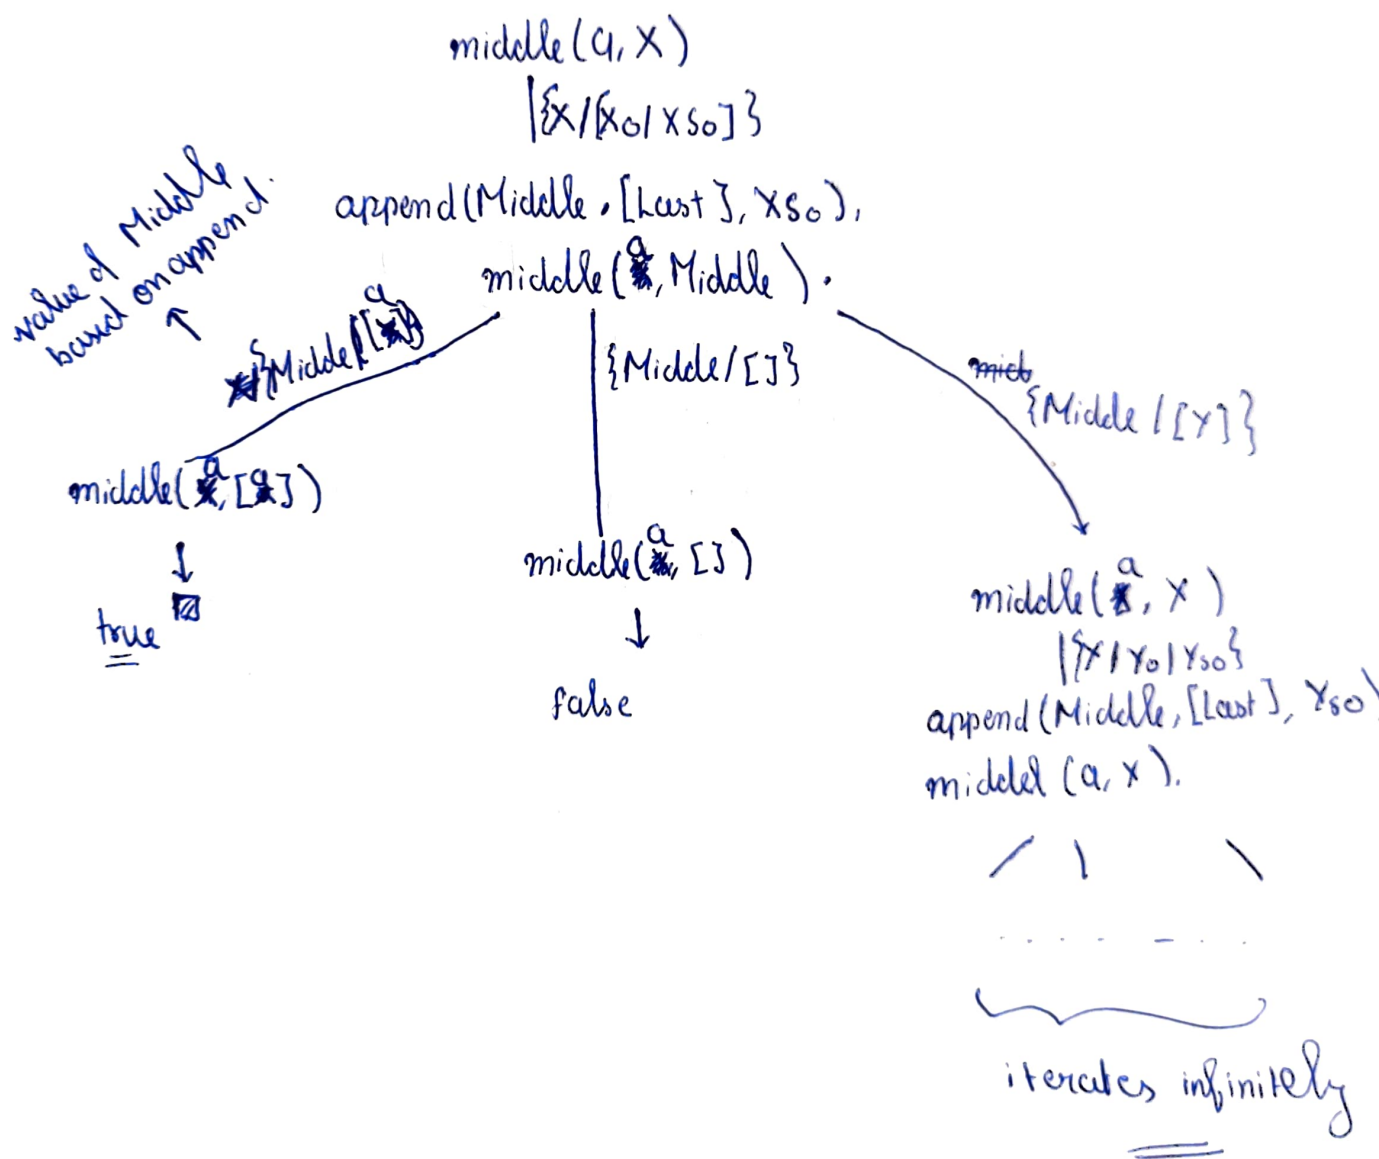 middle(a, X)
{X/[X0/XS0]}
append(Middle, [Last], XS0),
middle(a, Middle).
value of Middle
based on append.
{Middle/[a]}
{Middle/[]}
{Middle/[Y]}
middle(a, [a])
true
middle(a, [])
false
middle(a, X)
{X/Y0/YS0}
append(Middle, [Last], YS0)
middel(a, X).
iterates infinitely